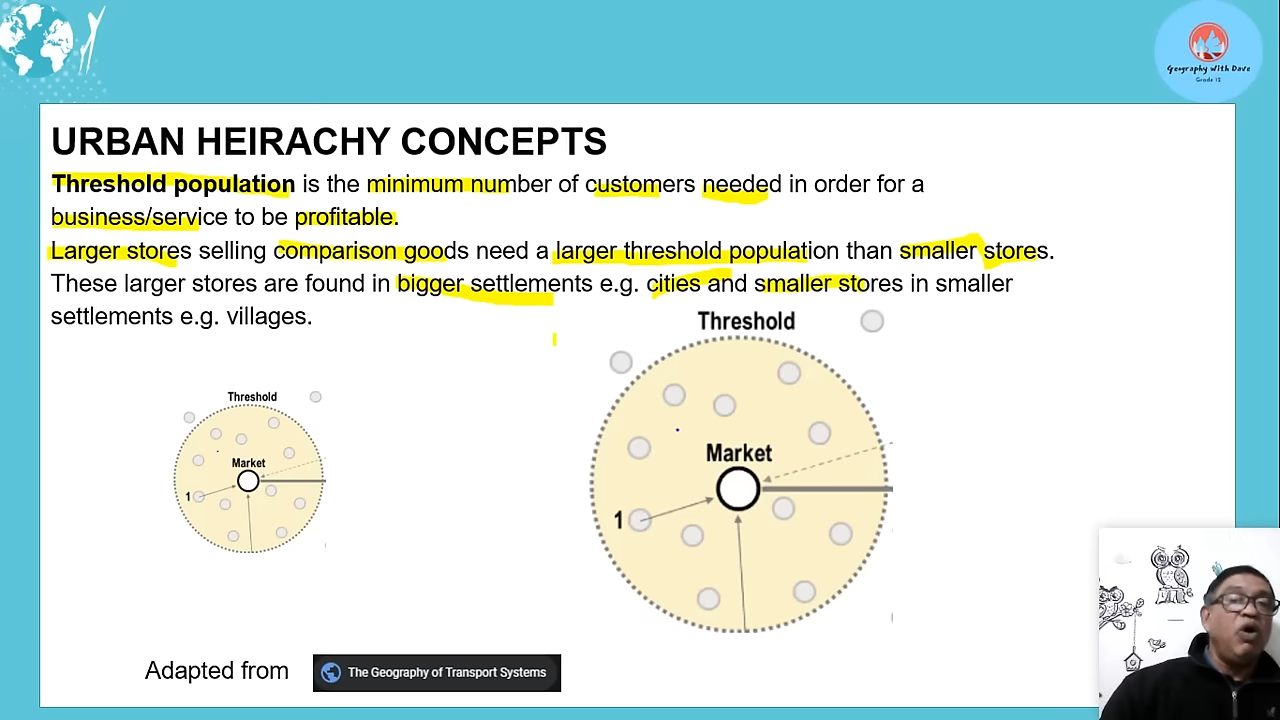 Geography with Dave
Grade 12
URBAN HEIRACHY CONCEPTS
Threshold population is the minimum number of customers needed in order for a
business/service to be profitable.
Larger stores selling comparison goods need a larger threshold population than smaller stores.
These larger stores are found in bigger settlements e.g. cities and smaller stores in smaller
settlements e.g. villages.
Threshold
Market
1
Threshold
Market
1
Adapted from
The Geography of Transport Systems